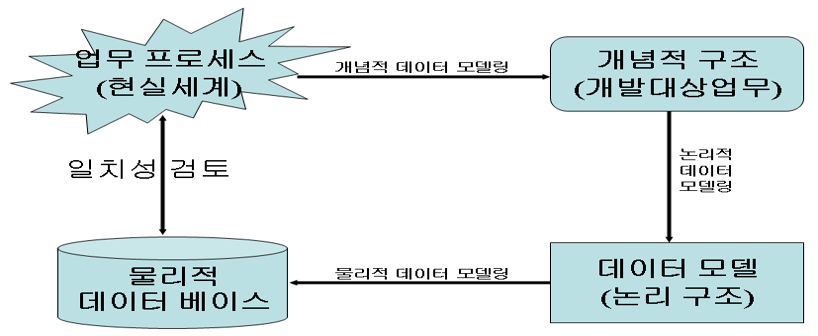 업무 프로세스
(현실세계)
개념적 데이터 모델링
개념적 구조
(개발대상업무)
논리적
데이터
모델링
일치성 검토
물리적
데이터 베이스
물리적 데이터 모델링
데이터 모델
(논리 구조)